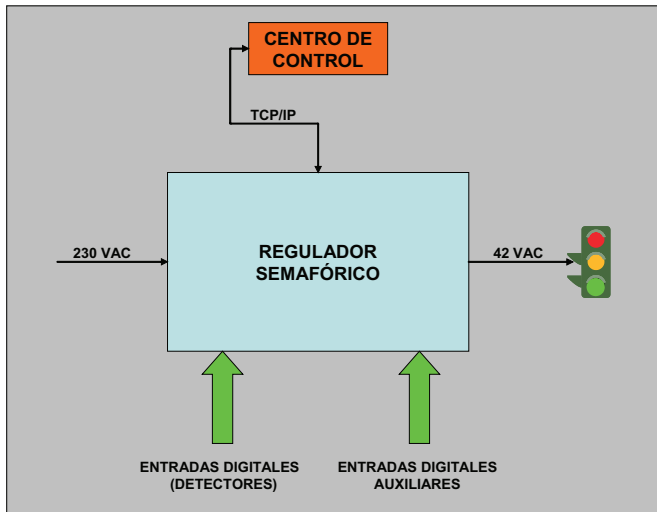 CENTRO DE
CONTROL
TCP/IP
230 VAC
REGULADOR
SEMAFÓRICO
42 VAC
ENTRADAS DIGITALES
(DETECTORES)
ENTRADAS DIGITALES
AUXILIARES